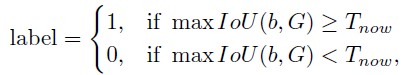 label = { 1, if max IoU(b, G) ≥ T_now
0, if max IoU(b, G) < T_now,